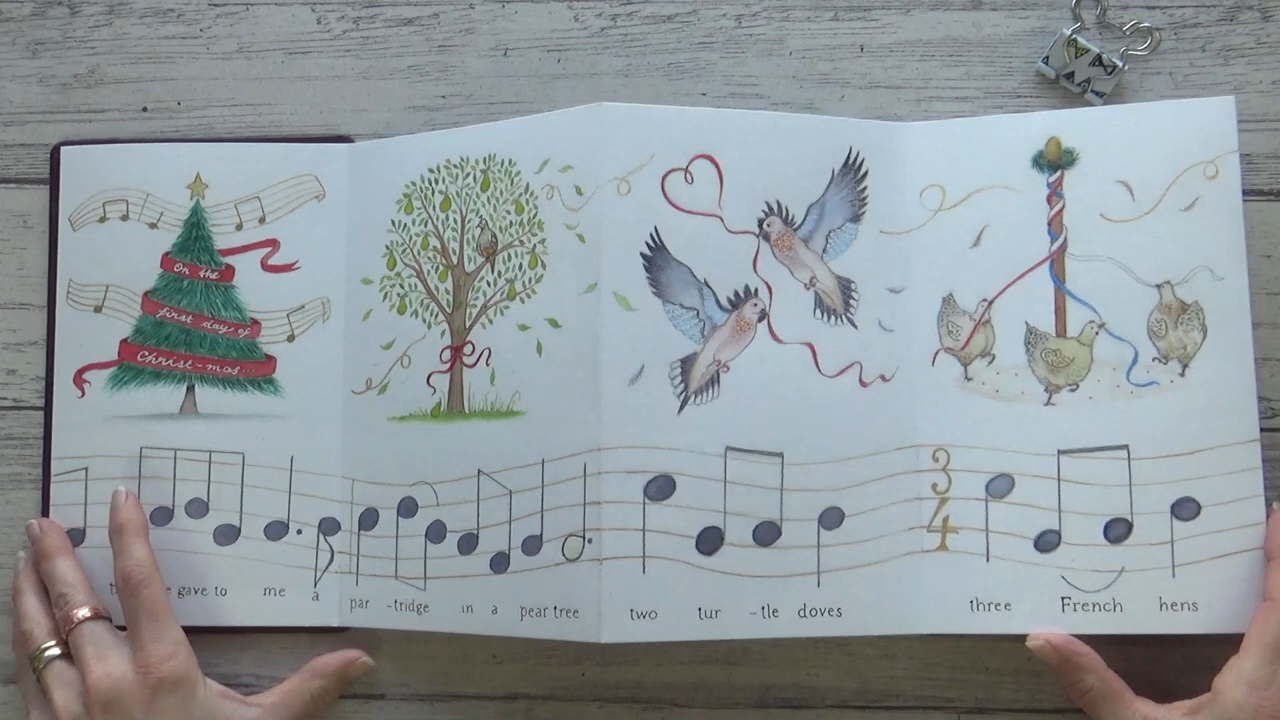 On the
first day of
Christ-mas...
gave to me a
par -tridge in a pear tree
two tur -tle doves
3
4
three French hens